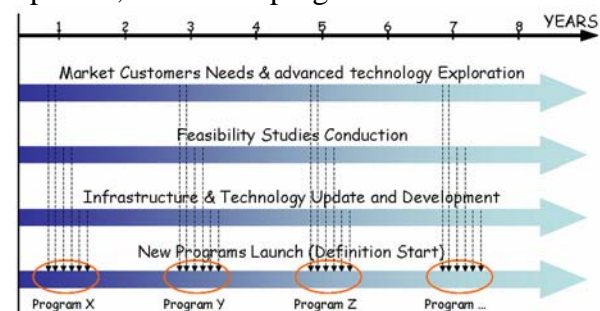 1 2 3 4 5 6 7 8 YEARS
Market Customers Needs & advanced technology Exploration
Feasibility Studies Conduction
Infrastructure & Technology Update and Development
New Programs Launch (Definition Start)
Program X Program Y Program Z Program ...